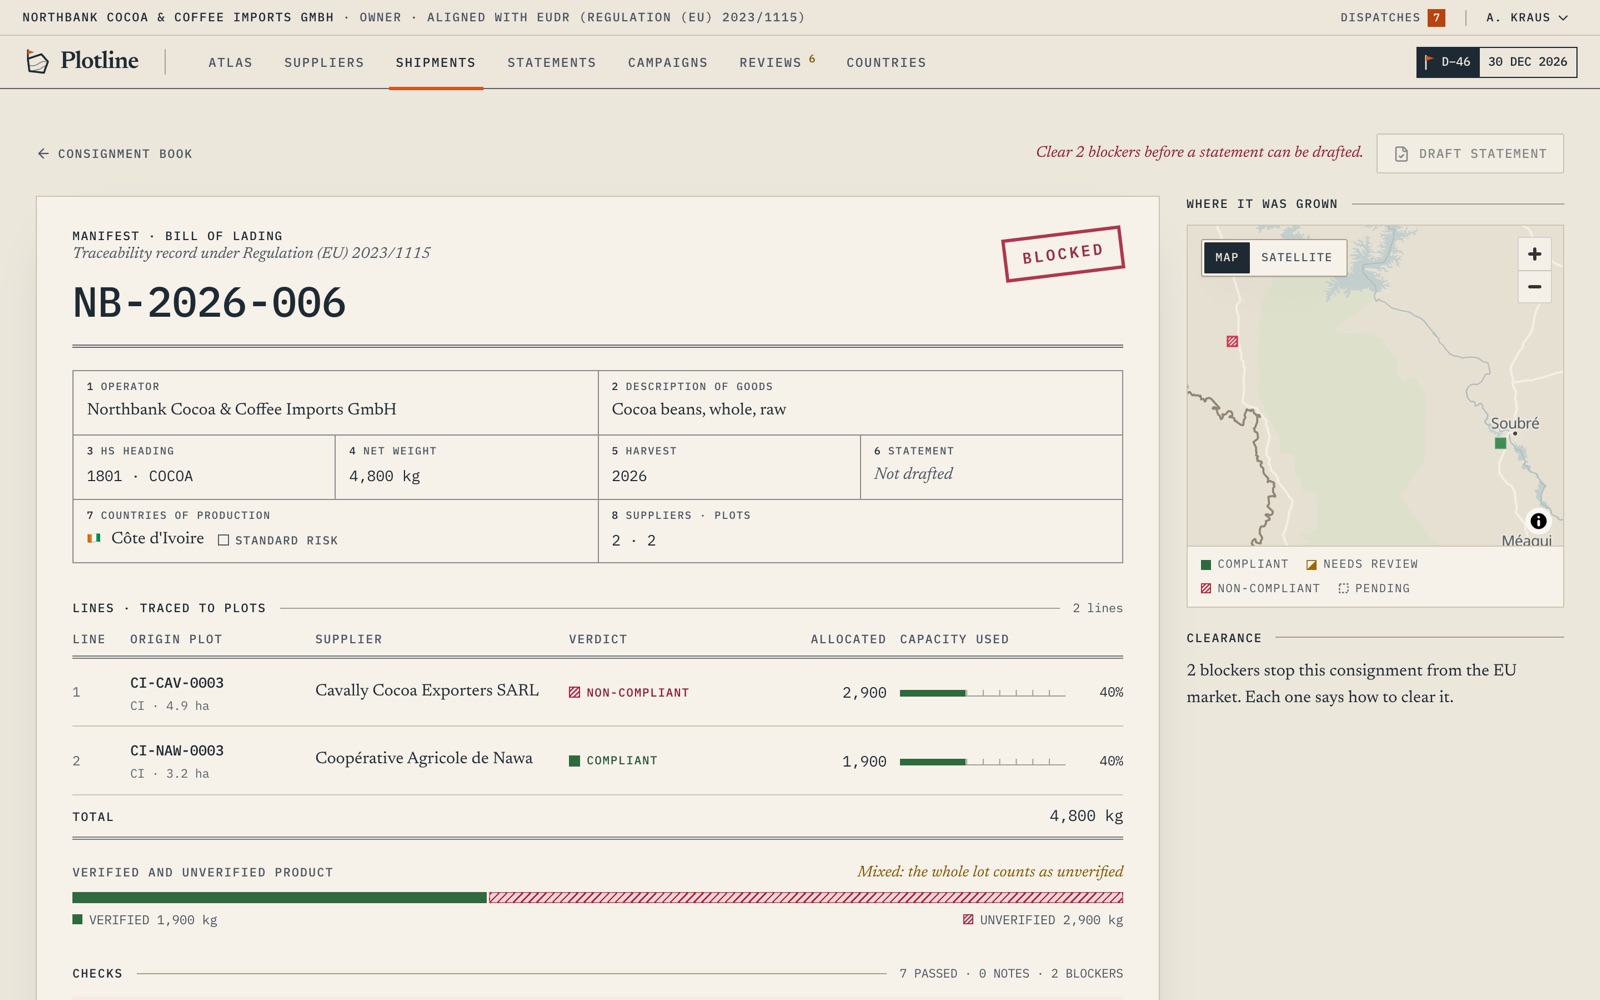 NORTHBANK COCOA & COFFEE IMPORTS GMBH · OWNER · ALIGNED WITH EUDR (REGULATION (EU) 2023/1115)
DISPATCHES 7
A. KRAUS
Plotline
ATLAS SUPPLIERS SHIPMENTS STATEMENTS CAMPAIGNS REVIEWS 6 COUNTRIES
D-46 30 DEC 2026
← CONSIGNMENT BOOK
Clear 2 blockers before a statement can be drafted.
DRAFT STATEMENT
MANIFEST · BILL OF LADING
Traceability record under Regulation (EU) 2023/1115
BLOCKED
NB-2026-006
1 OPERATOR
Northbank Cocoa & Coffee Imports GmbH
2 DESCRIPTION OF GOODS
Cocoa beans, whole, raw
3 HS HEADING
1801 · COCOA
4 NET WEIGHT
4,800 kg
5 HARVEST
2026
6 STATEMENT
Not drafted
7 COUNTRIES OF PRODUCTION
Côte d'Ivoire STANDARD RISK
8 SUPPLIERS · PLOTS
2 · 2
LINES · TRACED TO PLOTS
2 lines
LINE ORIGIN PLOT SUPPLIER VERDICT ALLOCATED CAPACITY USED
1 CI-CAV-0003 Cavally Cocoa Exporters SARL NON-COMPLIANT 2,900 40%
CI · 4.9 ha
2 CI-NAW-0003 Coopérative Agricole de Nawa COMPLIANT 1,900 40%
CI · 3.2 ha
TOTAL 4,800 kg
VERIFIED AND UNVERIFIED PRODUCT
Mixed: the whole lot counts as unverified
VERIFIED 1,900 kg
UNVERIFIED 2,900 kg
CHECKS
7 PASSED · 0 NOTES · 2 BLOCKERS
WHERE IT WAS GROWN
MAP SATELLITE
Soubré
Méagui
COMPLIANT NEEDS REVIEW
NON-COMPLIANT PENDING
CLEARANCE
2 blockers stop this consignment from the EU
market. Each one says how to clear it.